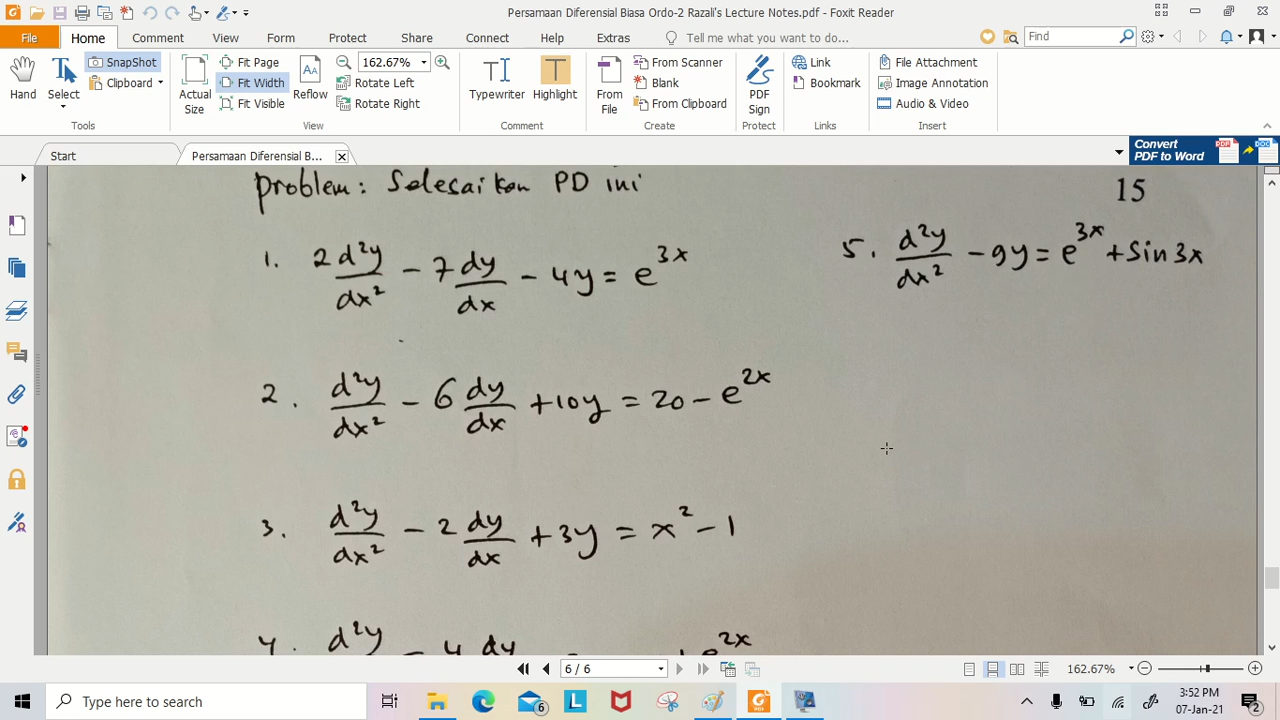 Persamaan Diferensial Biasa Ordo-2 Razali's Lecture Notes.pdf - Foxit Reader
File Home Comment View Form Protect Share Connect Help Extras Tell me what you want to do... Find
Hand
Select
SnapShot
Clipboard
Tools
Actual Size
Fit Page
Fit Width
Fit Visible
Reflow
162.67%
Rotate Left
Rotate Right
View
Typewriter
Highlight
Comment
From File
From Scanner
Blank
From Clipboard
Create
PDF Sign
Protect
Link
Bookmark
Links
File Attachment
Image Annotation
Audio & Video
Insert
Start
Persamaan Diferensial B...
Convert
PDF to Word
problem: Selesaikan PD ini
15
1. 2 d²y/dx² - 7 dy/dx - 4y = e^3x
2. d²y/dx² - 6 dy/dx + 10y = 20 - e^2x
3. d²y/dx² - 2 dy/dx + 3y = x² - 1
4. d²y - 4 dy e^2x
5. d²y/dx² - 9y = e^3x + Sin 3x
6 / 6
162.67%
Type here to search
6
3:52 PM
07-Jan-21
2